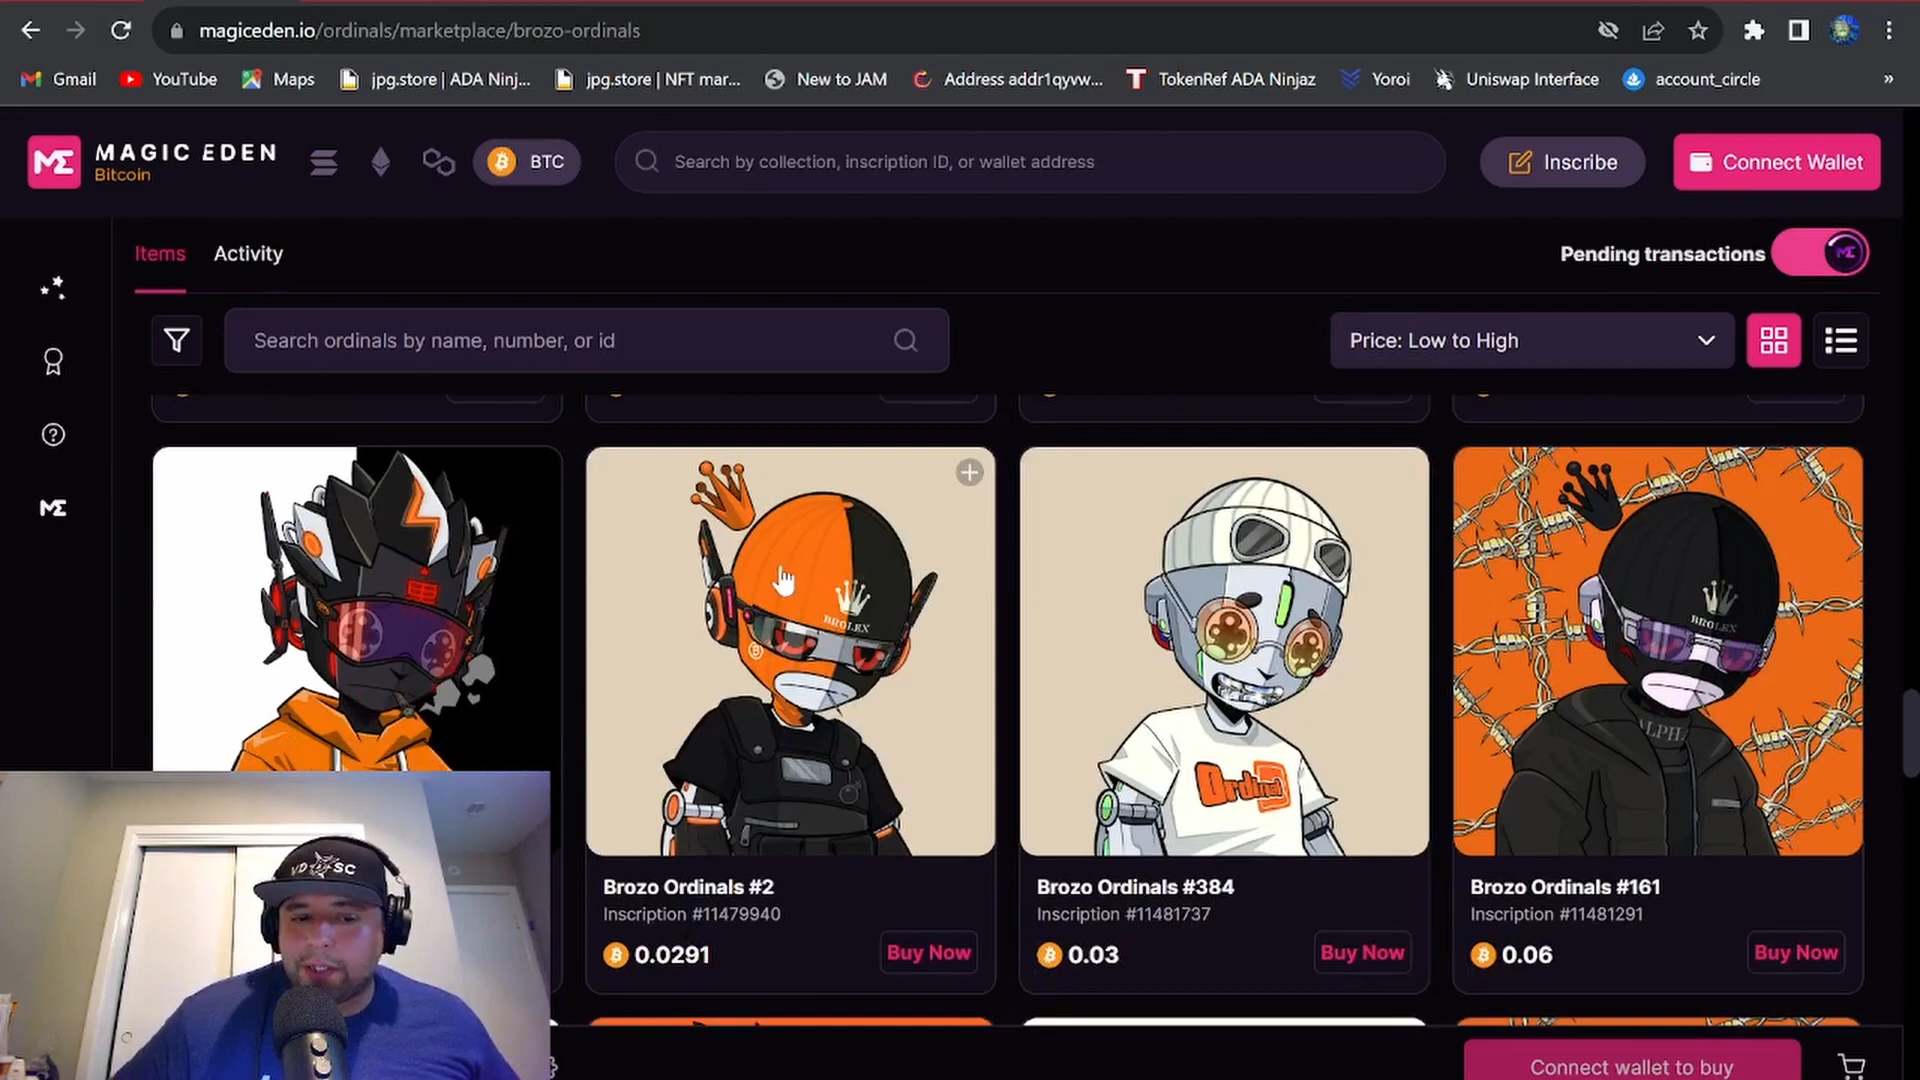 magiceden.io/ordinals/marketplace/brozo-ordinals
Gmail
YouTube
Maps
jpg.store | ADA Ninj...
jpg.store | NFT mar...
New to JAM
Address addr1qyvw...
TokenRef ADA Ninjaz
Yoroi
Uniswap Interface
account_circle
»
MAGIC EDEN
Bitcoin
BTC
Search by collection, inscription ID, or wallet address
Inscribe
Connect Wallet
Items
Activity
Pending transactions
Search ordinals by name, number, or id
Price: Low to High
BROLEX
Ordinal
BROLEX
ALPHA
Brozo Ordinals #2
Inscription #11479940
0.0291
Buy Now
Brozo Ordinals #384
Inscription #11481737
0.03
Buy Now
Brozo Ordinals #161
Inscription #11481291
0.06
Buy Now
Connect wallet to buy